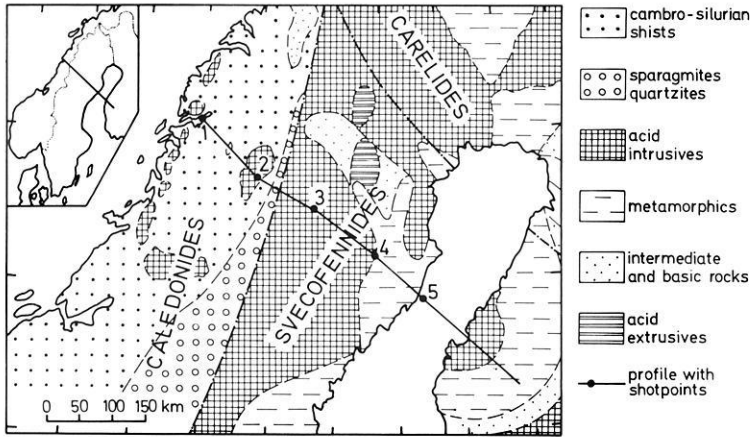 CARELIDES
1
2
3
4
5
CALEDONIDES
SVECOFENNIDES
0 50 100 150 km
cambro-silurian
shists
sparagmites
quartzites
acid
intrusives
metamorphics
intermediate
and basic rocks
acid
extrusives
profile with
shotpoints